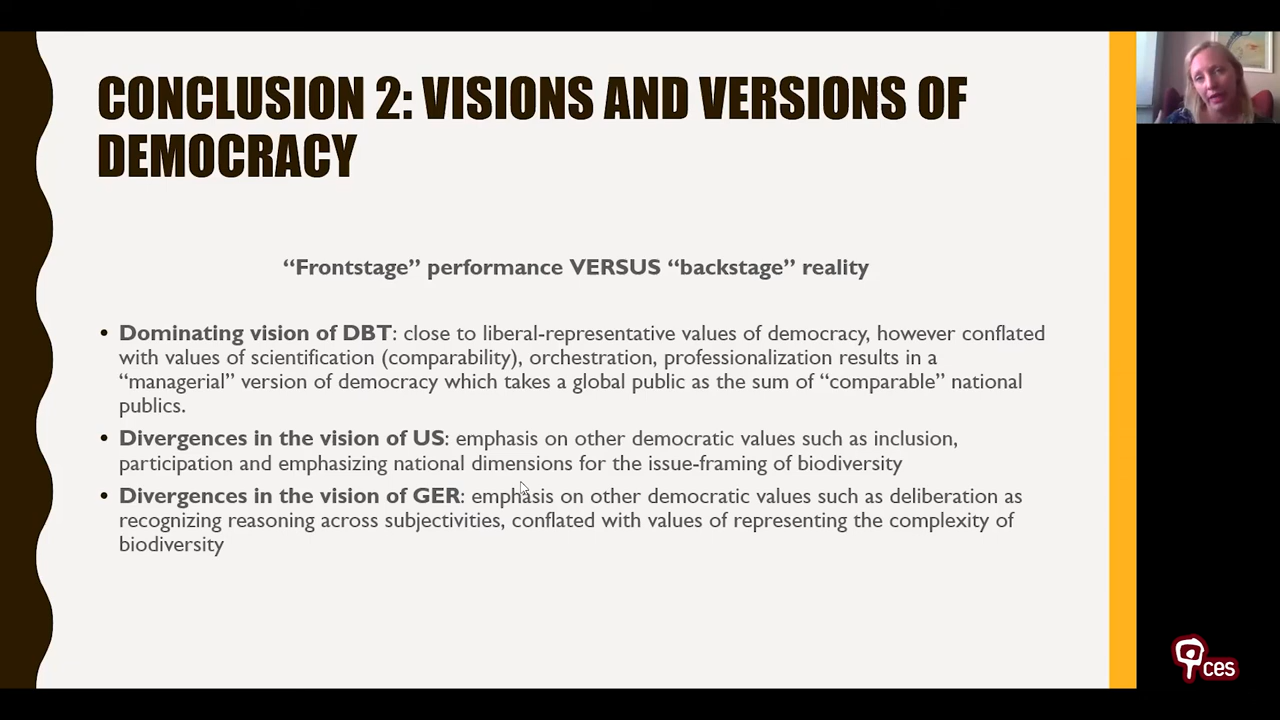 CONCLUSION 2: VISIONS AND VERSIONS OF
DEMOCRACY
“Frontstage” performance VERSUS “backstage” reality
• Dominating vision of DBT: close to liberal-representative values of democracy, however conflated
with values of scientification (comparability), orchestration, professionalization results in a
“managerial” version of democracy which takes a global public as the sum of “comparable” national
publics.
• Divergences in the vision of US: emphasis on other democratic values such as inclusion,
participation and emphasizing national dimensions for the issue-framing of biodiversity
• Divergences in the vision of GER: emphasis on other democratic values such as deliberation as
recognizing reasoning across subjectivities, conflated with values of representing the complexity of
biodiversity
ces